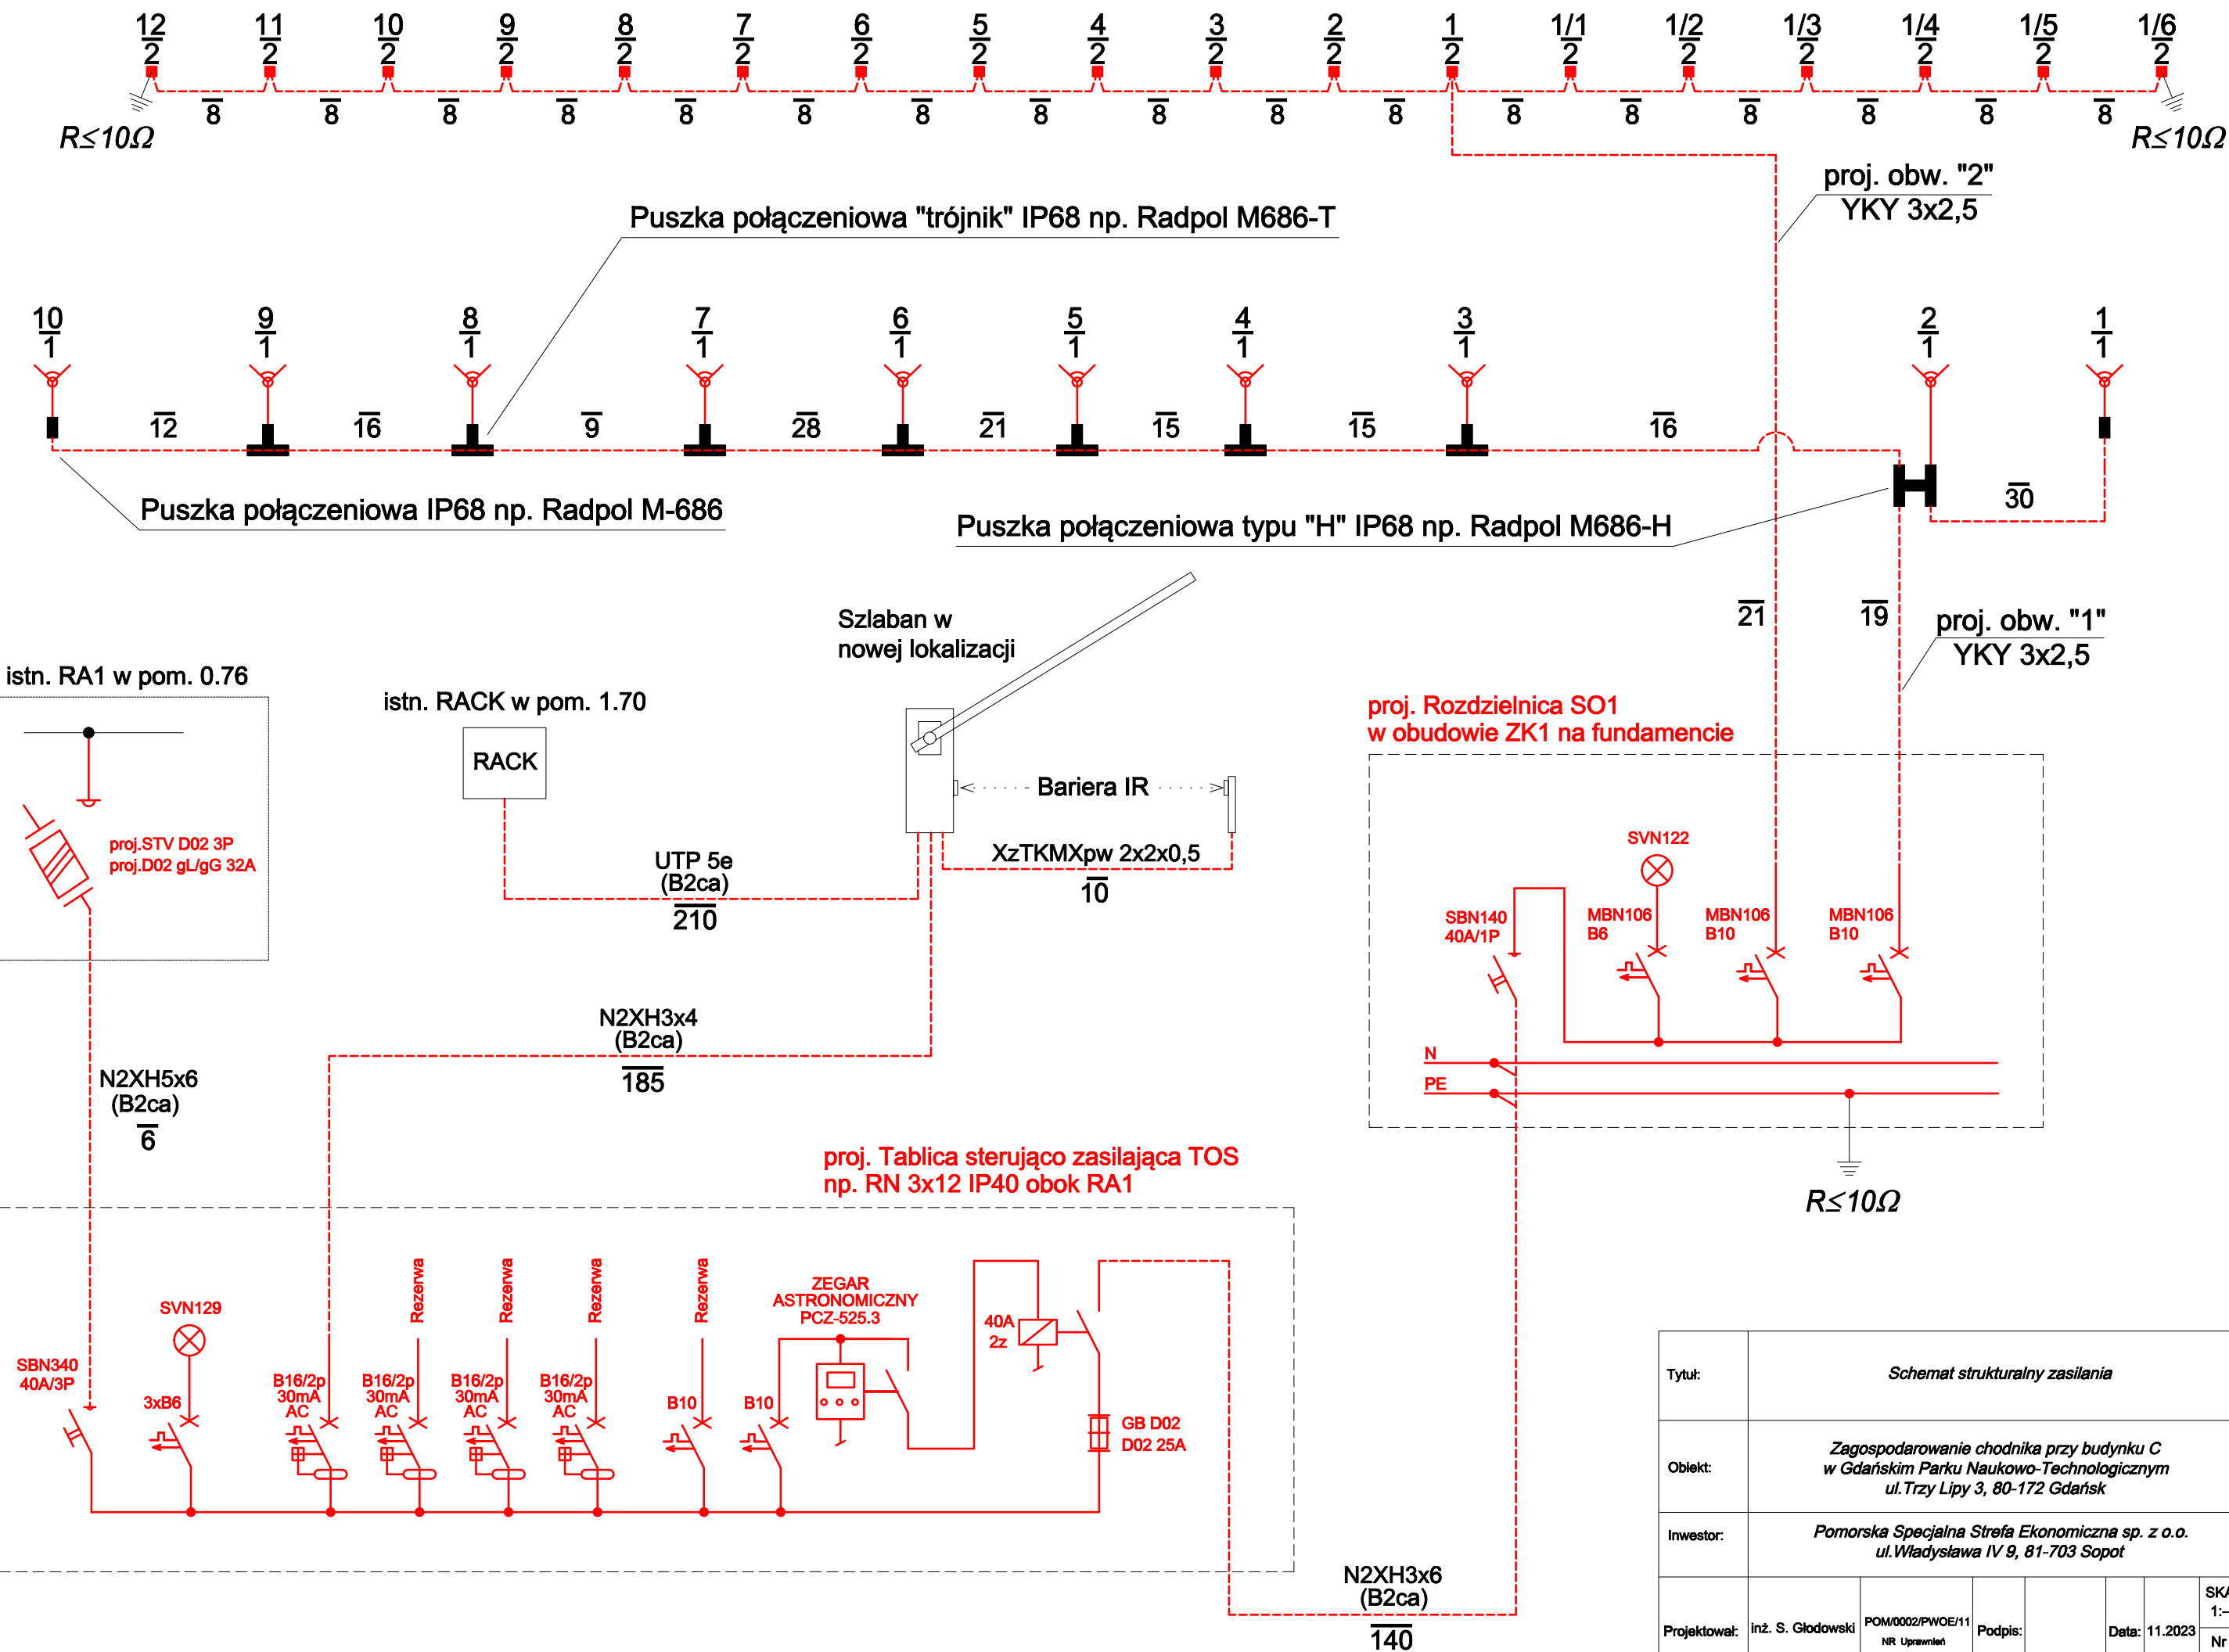 12 11 10 9 8 7 6 5 4 3 2 1 1/1 1/2 1/3 1/4 1/5 1/6
2 2 2 2 2 2 2 2 2 2 2 2 2 2 2 2 2 2
8 8 8 8 8 8 8 8 8 8 8 8 8 8 8 8 8
R≤10Ω R≤10Ω
proj. obw. "2"
YKY 3x2,5
Puszka połączeniowa "trójnik" IP68 np. Radpol M686-T
10 9 8 7 6 5 4 3 2 1
1 1 1 1 1 1 1 1 1 1
12 16 9 28 21 15 15 16
30
Puszka połączeniowa IP68 np. Radpol M-686
Puszka połączeniowa typu "H" IP68 np. Radpol M686-H
21 19
proj. obw. "1"
YKY 3x2,5
Szlaban w
nowej lokalizacji
istn. RA1 w pom. 0.76
istn. RACK w pom. 1.70
RACK
proj. Rozdzielnica SO1
w obudowie ZK1 na fundamencie
Bariera IR
proj.STV D02 3P
proj.D02 gL/gG 32A
UTP 5e
(B2ca)
210
XzTKMXpw 2x2x0,5
10
SVN122
SBN140
40A/1P
MBN106
B6
MBN106
B10
MBN106
B10
N2XH3x4
(B2ca)
185
N
PE
R≤10Ω
N2XH5x6
(B2ca)
6
proj. Tablica sterująco zasilająca TOS
np. RN 3x12 IP40 obok RA1
Rezerwa
Rezerwa
Rezerwa
Rezerwa
ZEGAR
ASTRONOMICZNY
PCZ-525.3
SVN129
40A
2z
SBN340
40A/3P
3xB6
B16/2p
30mA
AC
B16/2p
30mA
AC
B16/2p
30mA
AC
B16/2p
30mA
AC
B10
B10
GB D02
D02 25A
N2XH3x6
(B2ca)
140
Tytuł: Schemat strukturalny zasilania
Obiekt: Zagospodarowanie chodnika przy budynku C
w Gdańskim Parku Naukowo-Technologicznym
ul.Trzy Lipy 3, 80-172 Gdańsk
Inwestor: Pomorska Specjalna Strefa Ekonomiczna sp. z o.o.
ul.Władysława IV 9, 81-703 Sopot
Projektował: inż. S. Głodowski POM/0002/PWOE/11
NR Uprawnień
Podpis: Data: 11.2023
SKA
1:–
Nr